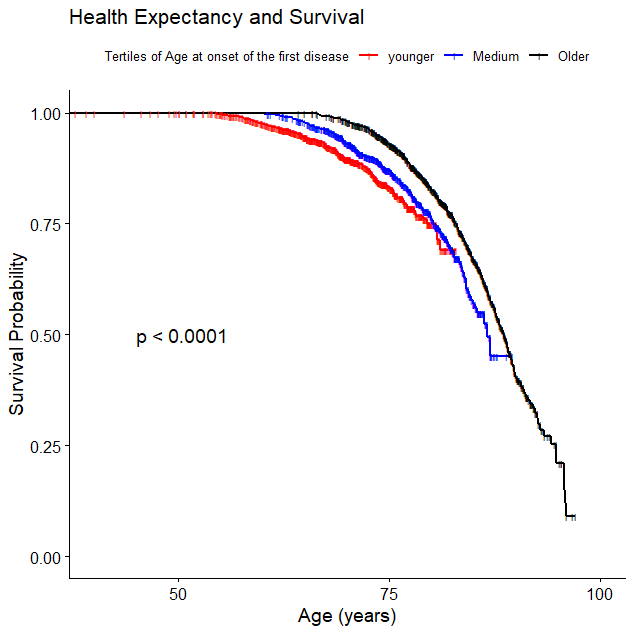 Health Expectancy and Survival
Tertiles of Age at onset of the first disease younger Medium Older
1.00
0.75
0.50
0.25
0.00
Survival Probability
p < 0.0001
50 75 100
Age (years)